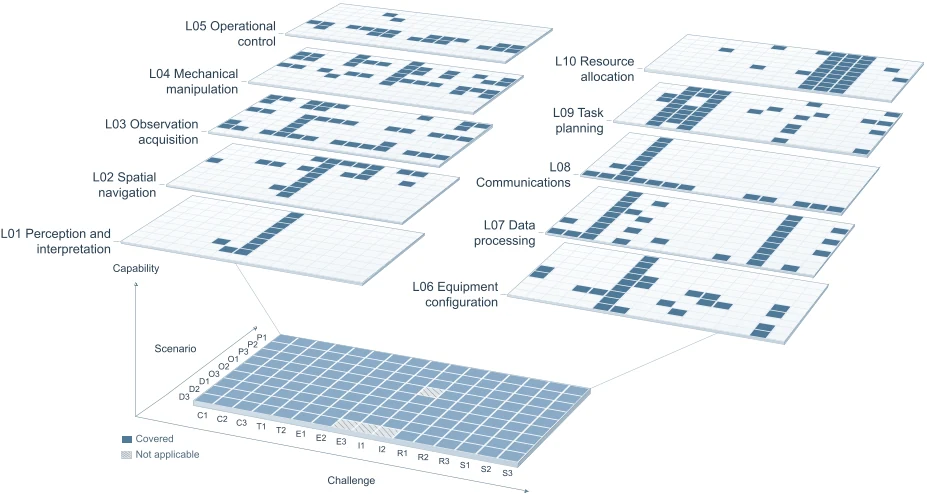 L05 Operational
control
L04 Mechanical
manipulation
L03 Observation
acquisition
L02 Spatial
navigation
L01 Perception and
interpretation
L10 Resource
allocation
L09 Task
planning
L08
Communications
L07 Data
processing
L06 Equipment
configuration
Capability
Scenario
P1
P2
P3
O1
O2
O3
D1
D2
D3
C1 C2 C3 T1 T2 E1 E2 E3 I1 I2 R1 R2 R3 S1 S2 S3
Covered
Not applicable
Challenge